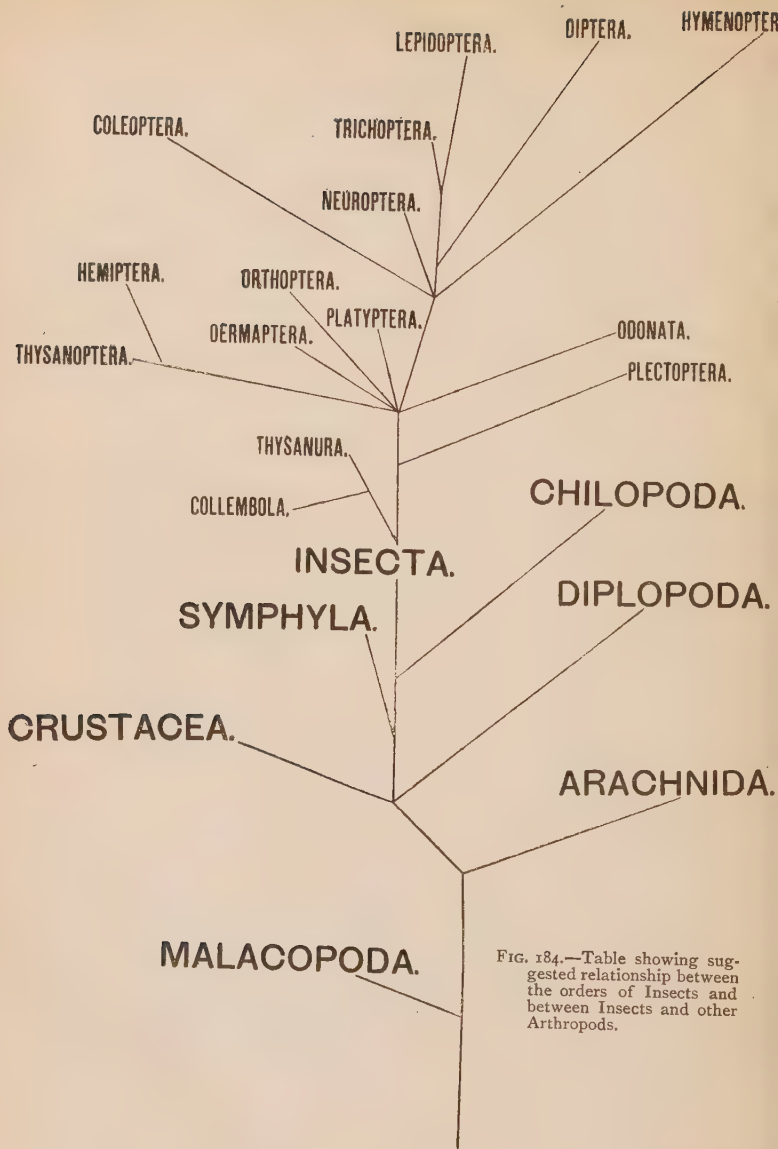 HYMENOPTER
DIPTERA.
LEPIDOPTERA.
COLEOPTERA.
TRICHOPTERA.
NEUROPTERA.
HEMIPTERA.
ORTHOPTERA.
PLATYPTERA.
DERMAPTERA.
ODONATA.
THYSANOPTERA.
PLECTOPTERA.
THYSANURA.
CHILOPODA.
COLLEMBOLA.
INSECTA.
DIPLOPODA.
SYMPHYLA.
CRUSTACEA.
ARACHNIDA.
MALACOPODA.
FIG. 184.—Table showing sug-
gested relationship between
the orders of Insects and
between Insects and other
Arthropods.